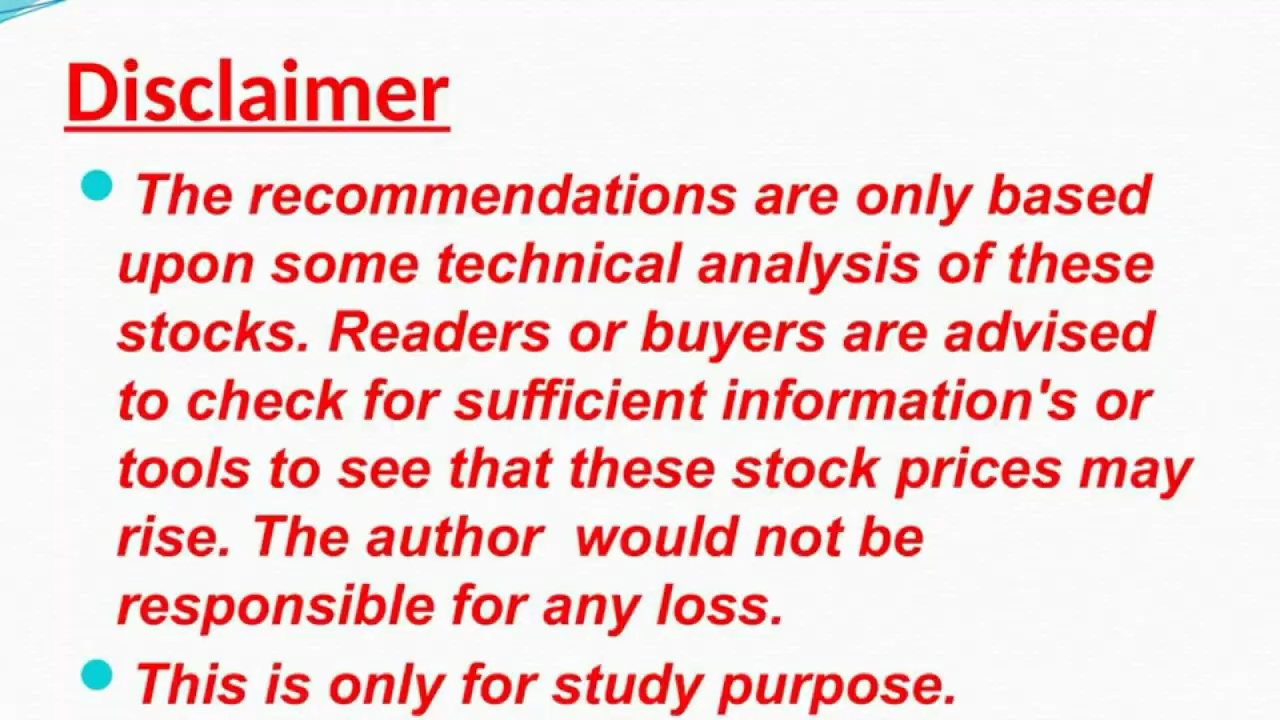 Disclaimer
The recommendations are only based
upon some technical analysis of these
stocks. Readers or buyers are advised
to check for sufficient information's or
tools to see that these stock prices may
rise. The author  would not be
responsible for any loss.
This is only for study purpose.